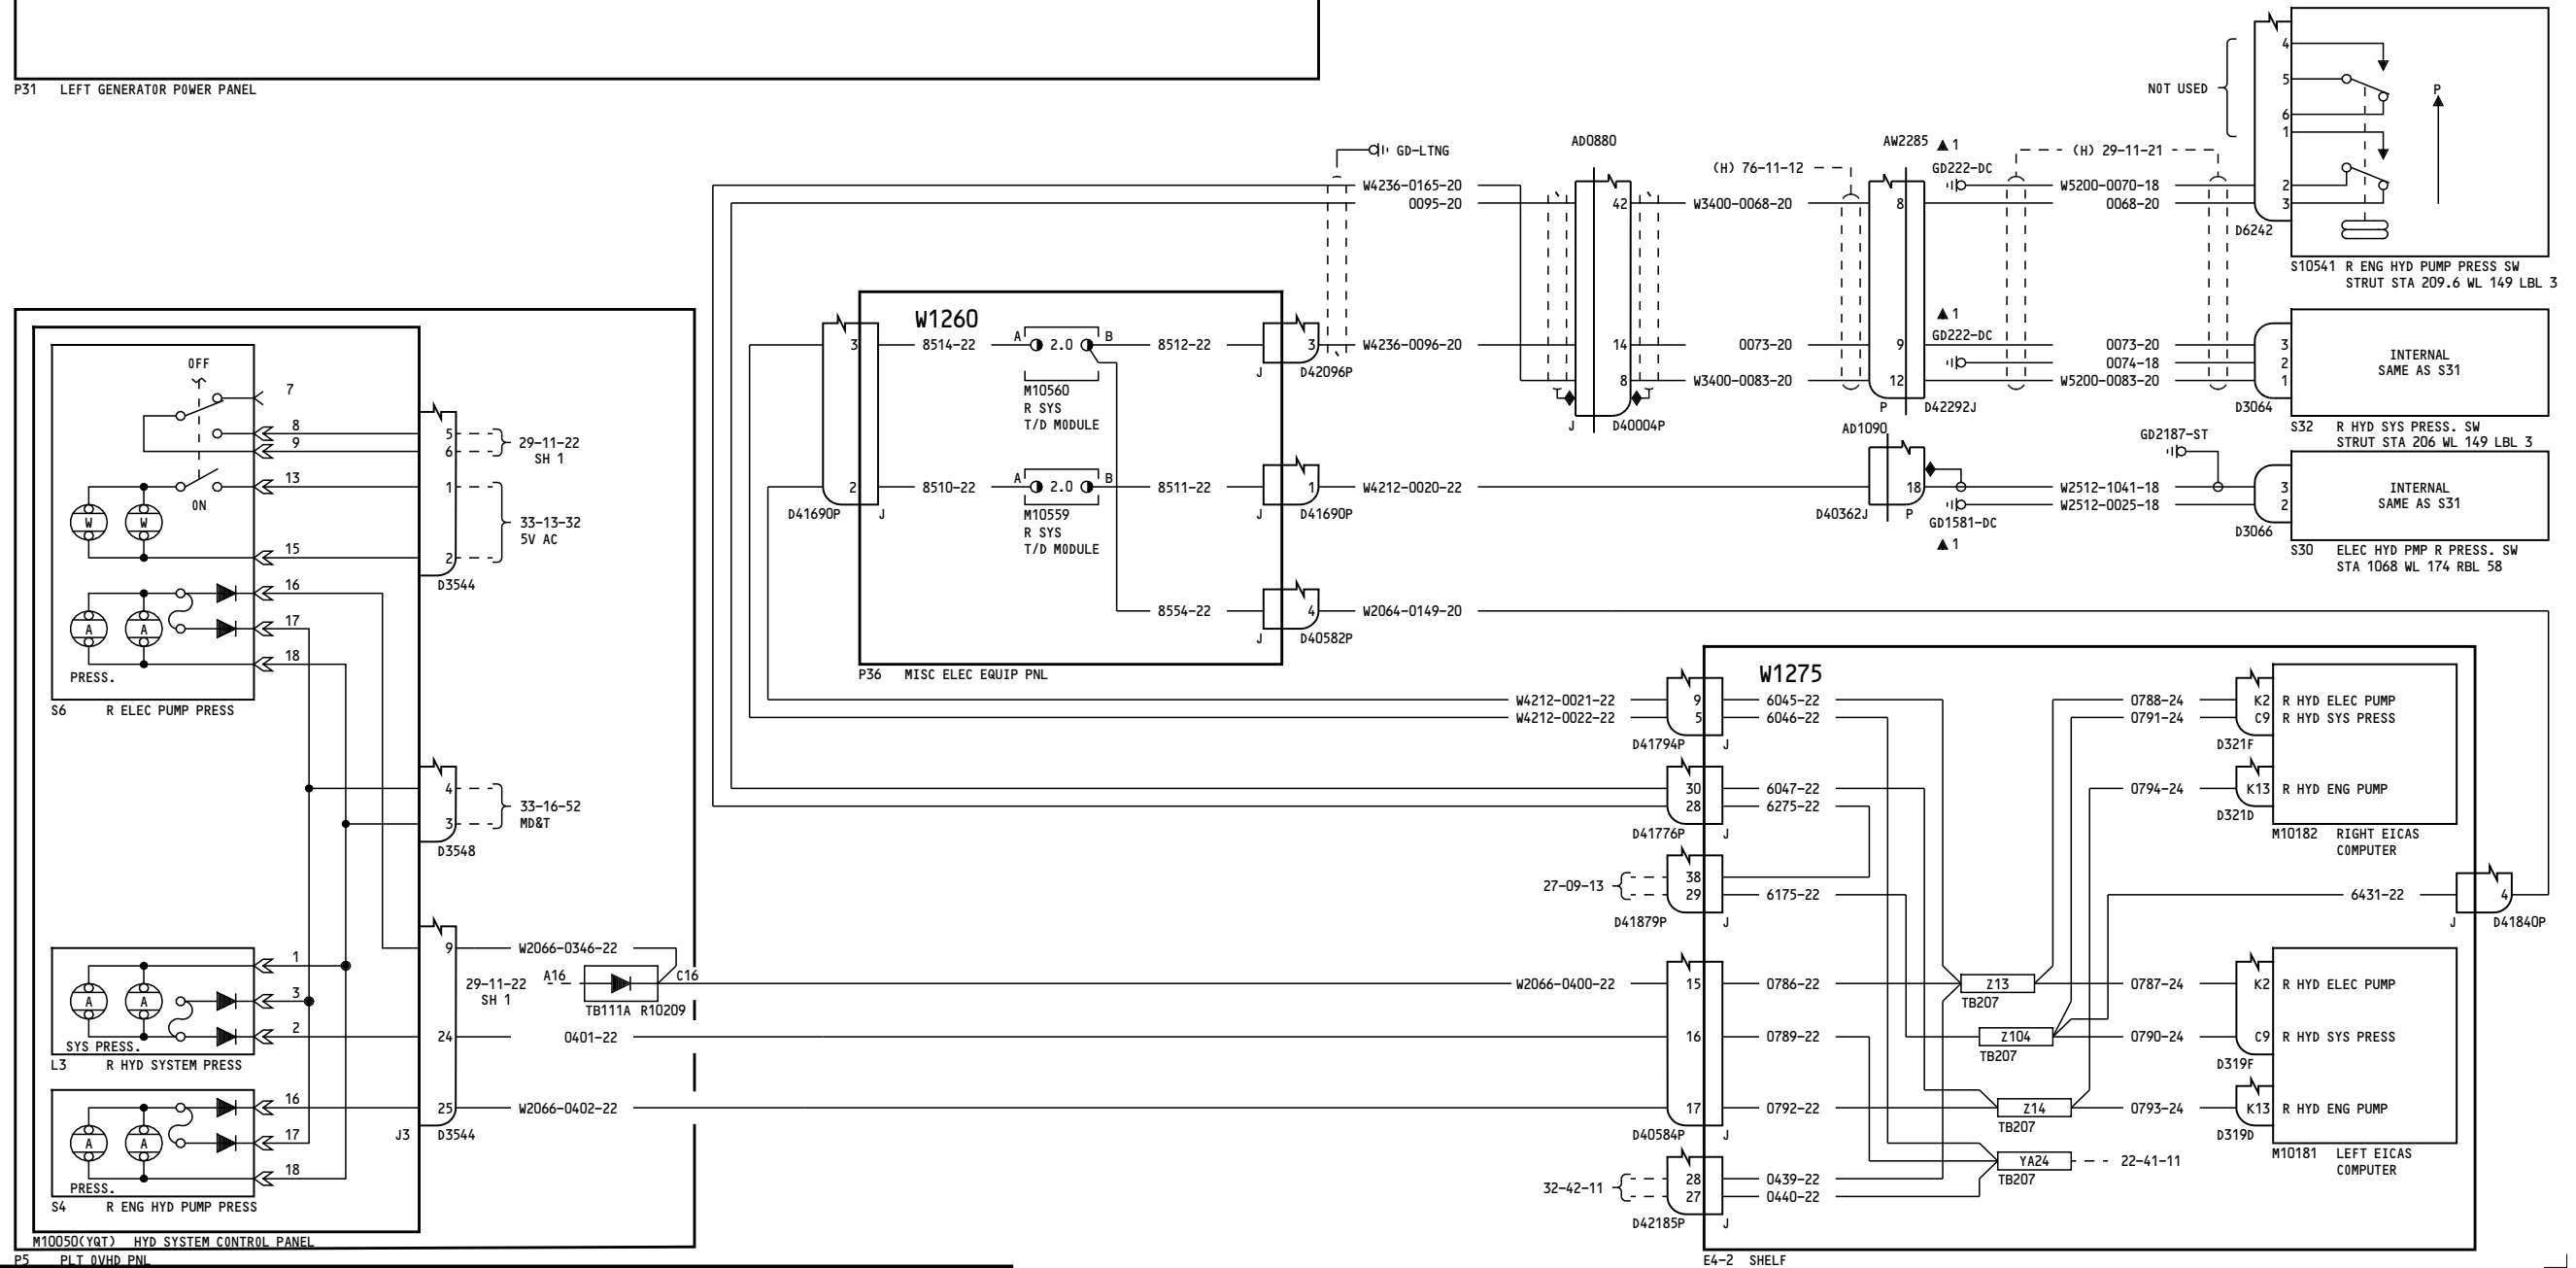 P31 LEFT GENERATOR POWER PANEL
NOT USED
4
5
6
1
2
3
P
D6242
S10541 R ENG HYD PUMP PRESS SW
STRUT STA 209.6 WL 149 LBL 3
GD-LTNG
AD0880
(H) 76-11-12
AW2285 ▲1
GD222-DC
(H) 29-11-21
W4236-0165-20
0095-20
42
W3400-0068-20
8
W5200-0070-18
0068-20
▲1
GD222-DC
W4236-0096-20
14
0073-20
9
0073-20
0074-18
3
2
1
INTERNAL
SAME AS S31
8
W3400-0083-20
12
W5200-0083-20
D3064
J D40004P
P D42292J
S32 R HYD SYS PRESS. SW
STRUT STA 206 WL 149 LBL 3
AD1090
GD2187-ST
W4212-0020-22
18
W2512-1041-18
W2512-0025-18
3
2
INTERNAL
SAME AS S31
D40362J P
GD1581-DC
▲1
D3066
S30 ELEC HYD PMP R PRESS. SW
STA 1068 WL 174 RBL 58
W1260
3
8514-22
A 2.0 B
8512-22
3
M10560
R SYS
T/D MODULE
J D42096P
2
8510-22
A 2.0 B
8511-22
1
D41690P J
M10559
R SYS
T/D MODULE
J D41690P
8554-22
4
W2064-0149-20
J D40582P
P36 MISC ELEC EQUIP PNL
OFF
7
8
9
13
ON
W W
15
16
A A
17
18
PRESS.
S6 R ELEC PUMP PRESS
5
6
29-11-22
SH 1
1
2
33-13-32
5V AC
D3544
4
3
33-16-52
MD&T
D3548
9
W2066-0346-22
29-11-22
SH 1
A16
C16
TB111A R10209
W2066-0400-22
24
0401-22
25
W2066-0402-22
J3 D3544
1
A A
3
2
SYS PRESS.
L3 R HYD SYSTEM PRESS
16
A A
17
18
PRESS.
S4 R ENG HYD PUMP PRESS
M10050(YQT) HYD SYSTEM CONTROL PANEL
P5 PLT OVHD PNL
W1275
W4212-0021-22
9
6045-22
W4212-0022-22
5
6046-22
D41794P J
30
6047-22
28
6275-22
D41776P J
27-09-13
38
29
6175-22
D41879P J
15
0786-22
16
0789-22
17
0792-22
D40584P J
32-42-11
28
0439-22
27
0440-22
D42185P J
Z13
TB207
Z104
TB207
Z14
TB207
YA24
TB207
22-41-11
0788-24
K2 R HYD ELEC PUMP
0791-24
C9 R HYD SYS PRESS
D321F
0794-24
K13 R HYD ENG PUMP
D321D
M10182 RIGHT EICAS
COMPUTER
6431-22
4
J D41840P
0787-24
K2 R HYD ELEC PUMP
0790-24
C9 R HYD SYS PRESS
D319F
0793-24
K13 R HYD ENG PUMP
D319D
M10181 LEFT EICAS
COMPUTER
E4-2 SHELF